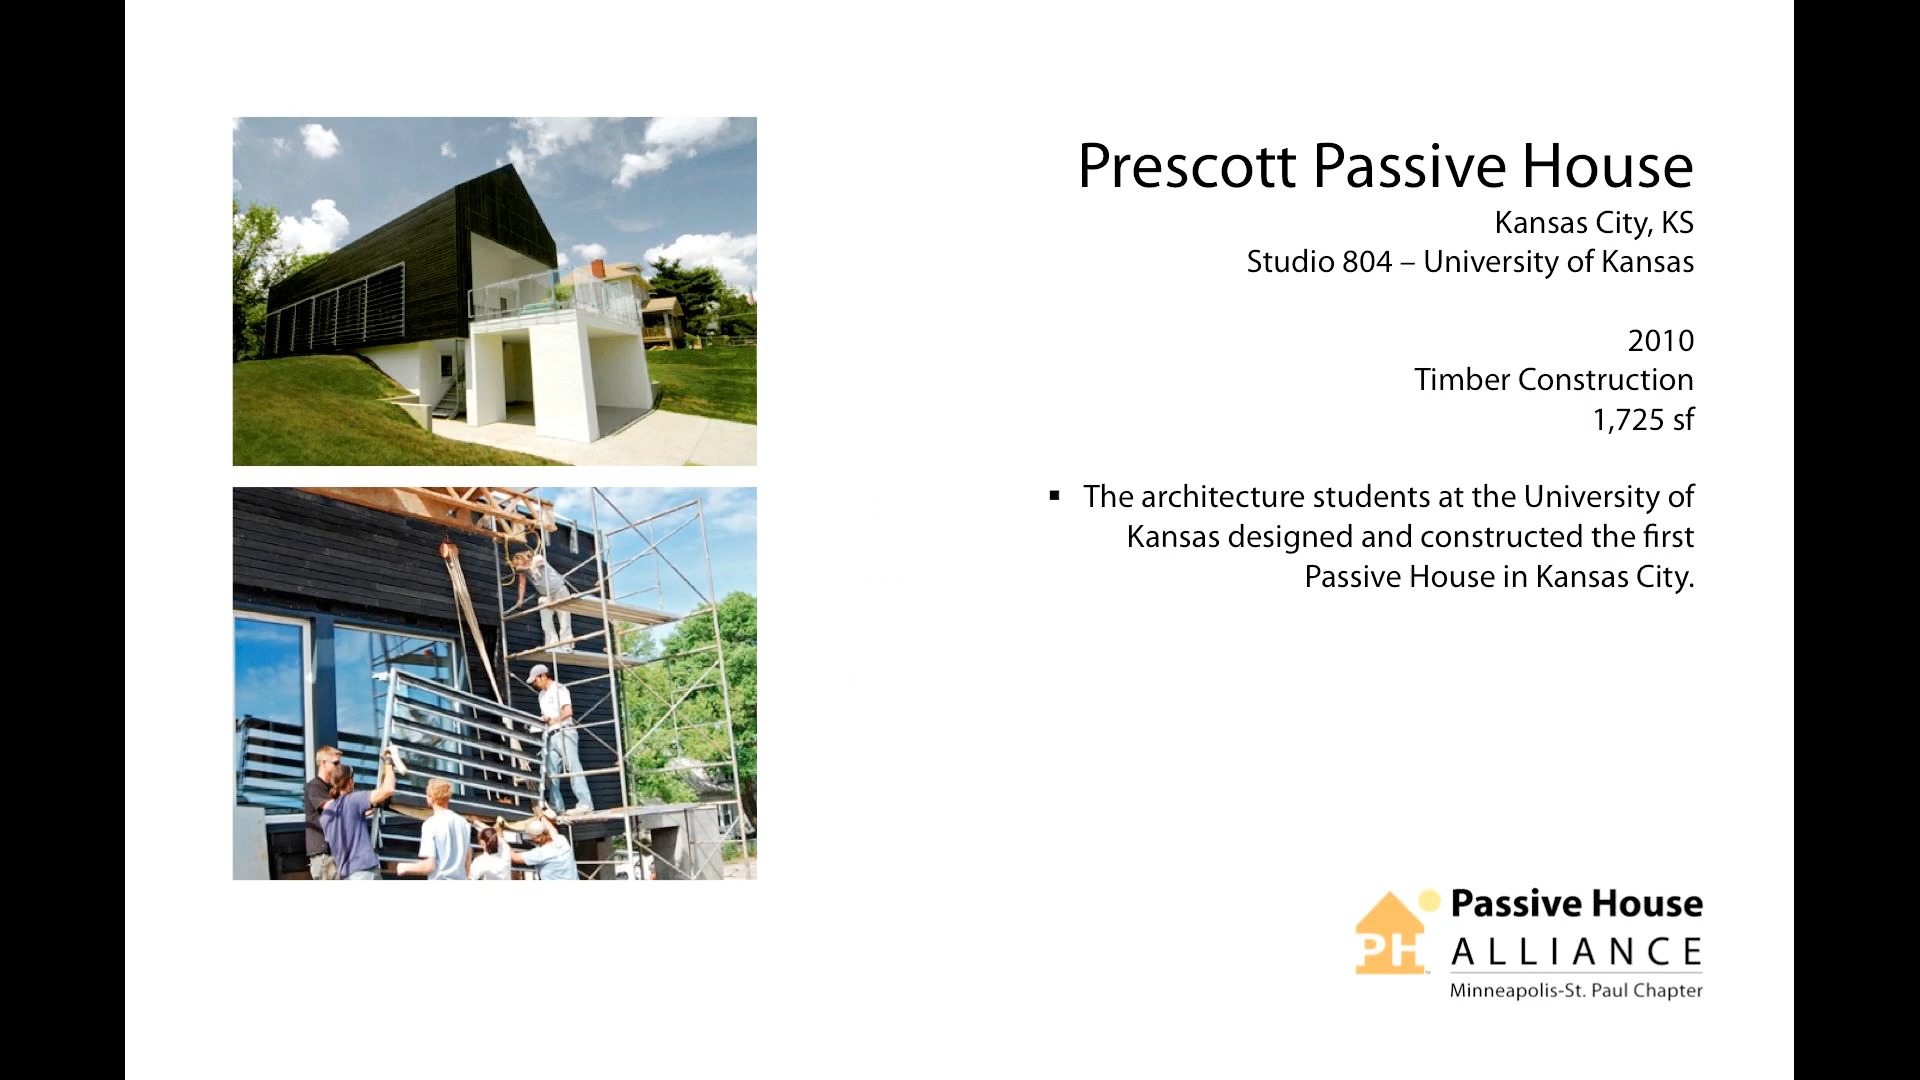 Prescott Passive House
Kansas City, KS
Studio 804 – University of Kansas
2010
Timber Construction
1,725 sf
▪ The architecture students at the University of
Kansas designed and constructed the first
Passive House in Kansas City.
PH
Passive House
ALLIANCE
Minneapolis-St. Paul Chapter